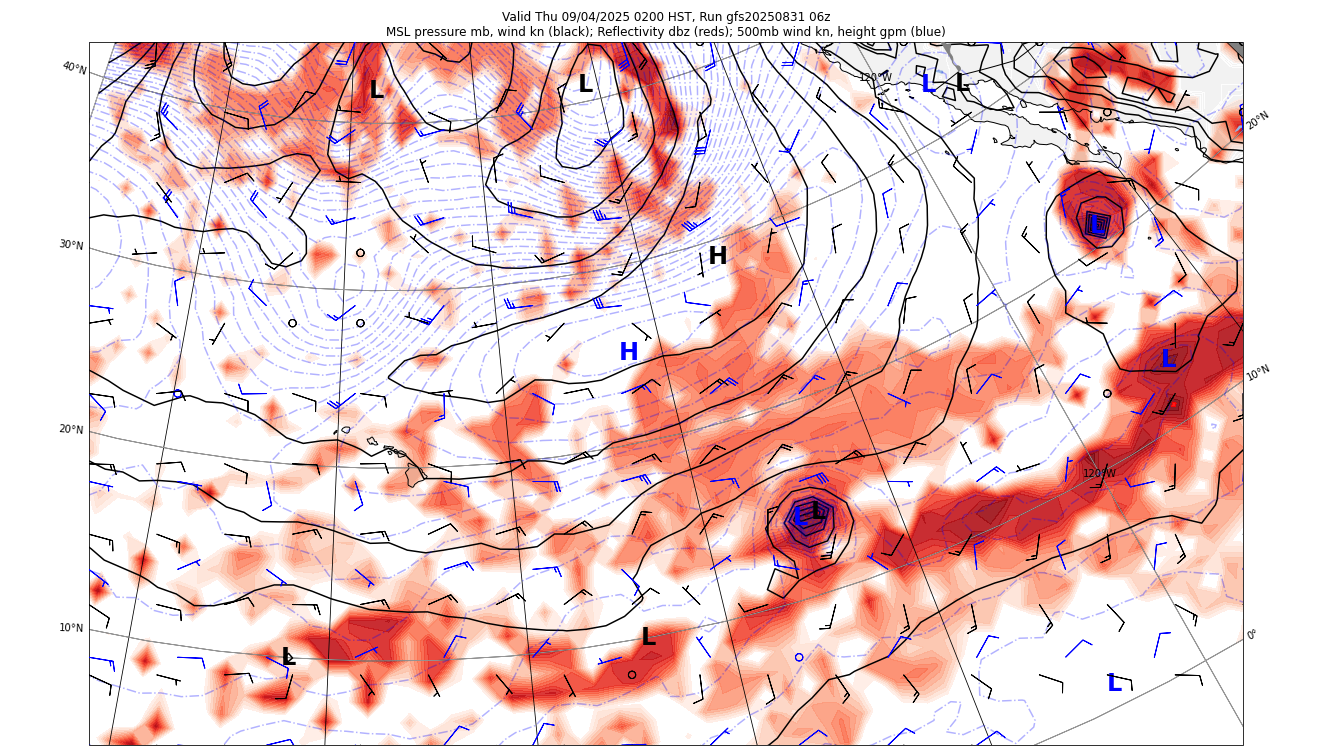 Valid Thu 09/04/2025 0200 HST, Run gfs20250831 06z
MSL pressure mb, wind kn (black); Reflectivity dbz (reds); 500mb wind kn, height gpm (blue)
40°N
L
L
120°W
L
L
20°N
L
30°N
H
H
L
10°N
20°N
120°W
L
L
10°N
L
L
0°
L